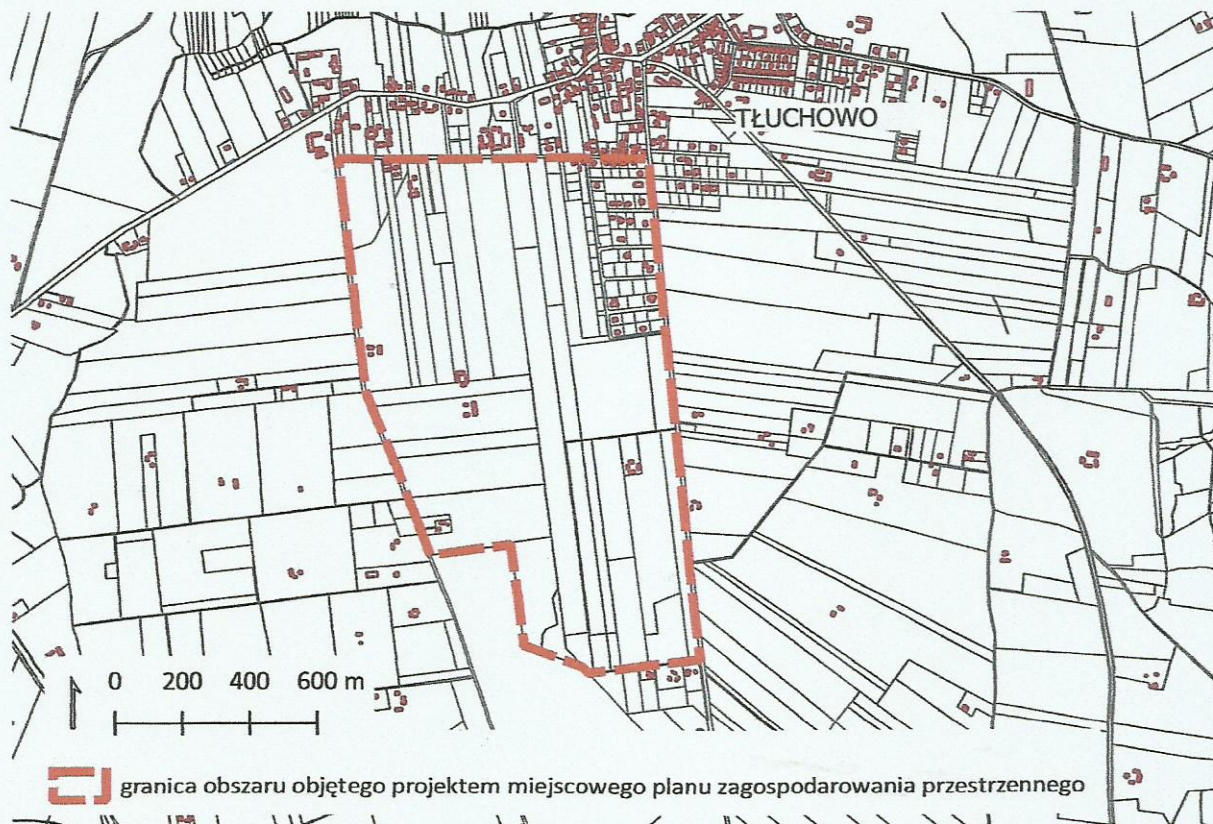 TŁUCHOWO
0 200 400 600 m
granica obszaru objętego projektem miejscowego planu zagospodarowania przestrzennego